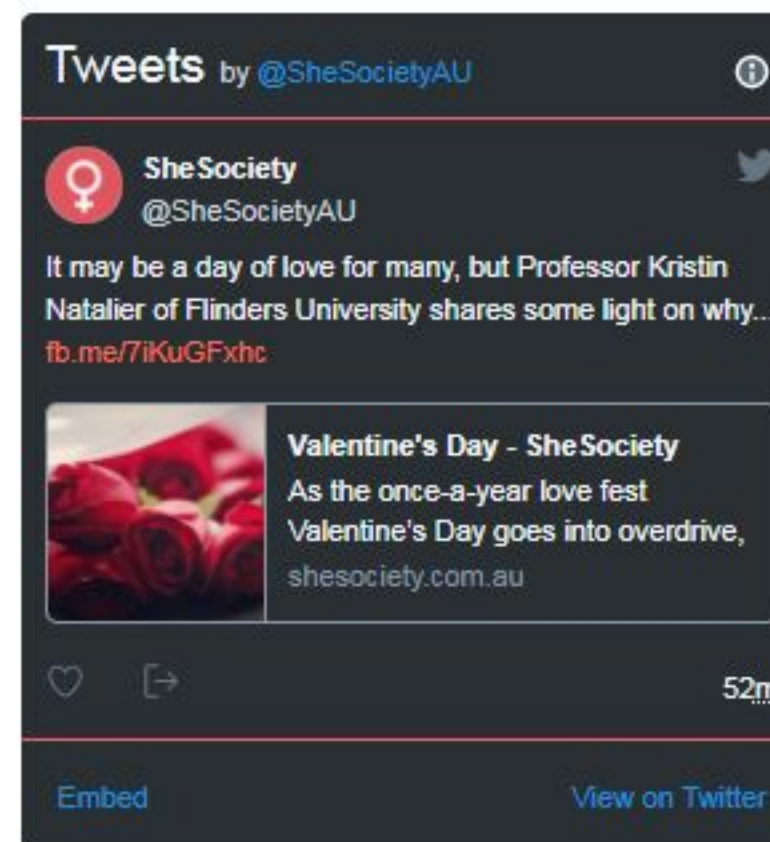 Tweets by @SheSocietyAU
SheSociety
@SheSocietyAU
It may be a day of love for many, but Professor Kristin
Natalier of Flinders University shares some light on why...
fb.me/7iKuGFxhc
Valentine's Day - SheSociety
As the once-a-year love fest
Valentine's Day goes into overdrive,
shesociety.com.au
52m
Embed
View on Twitter